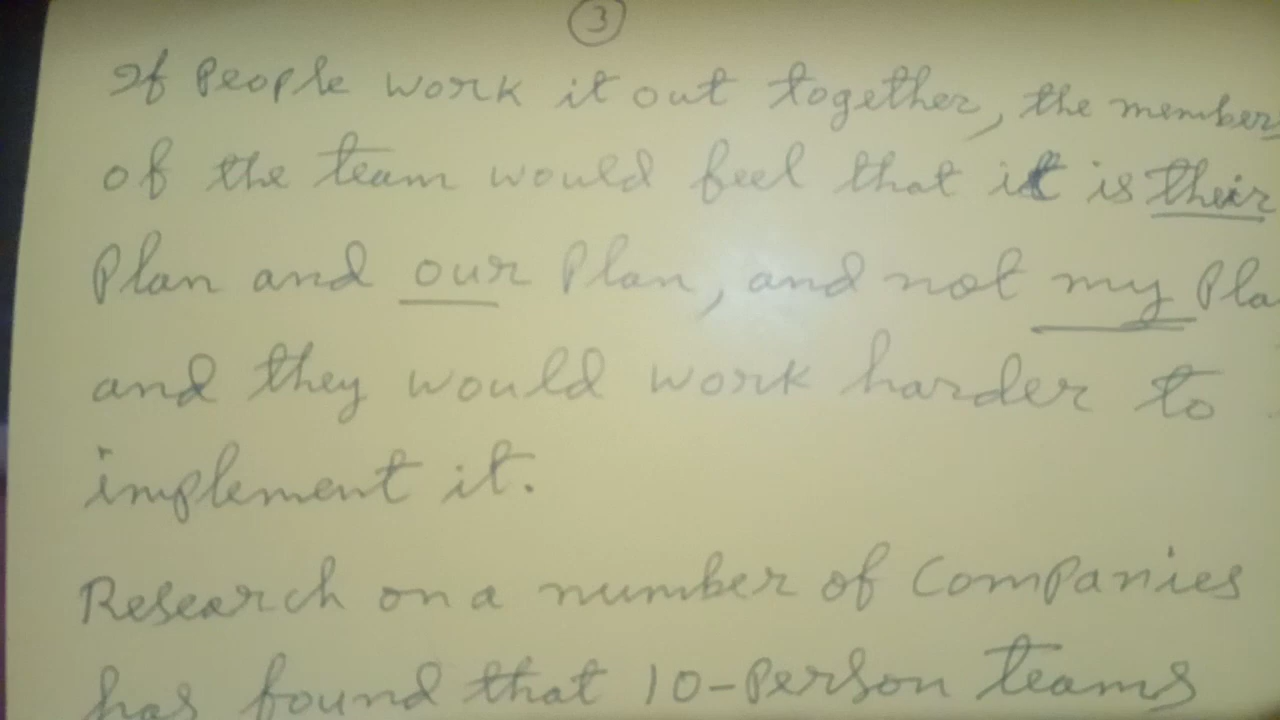 3
If People work it out together, the members
of the team would feel that it is their
Plan and our Plan, and not my Pla
and they would work harder to
implement it.
Research on a number of Companies
has found that 10-Person teams